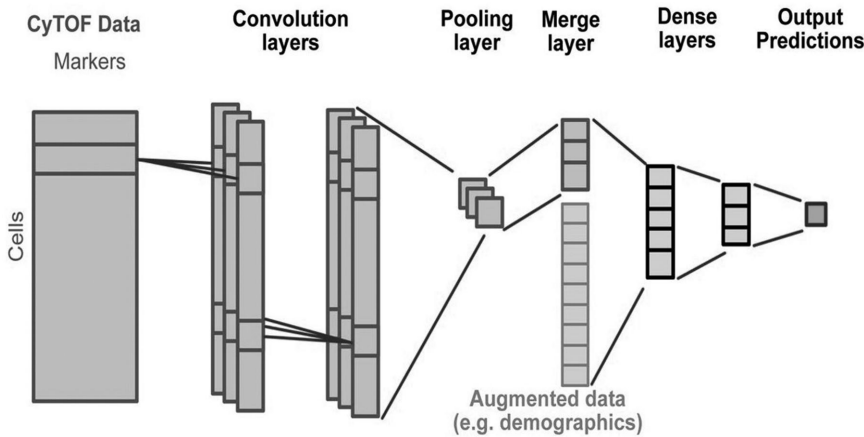 CyTOF Data
Markers
Cells
Convolution
layers
Pooling
layer
Merge
layer
Dense
layers
Output
Predictions
Augmented data
(e.g. demographics)